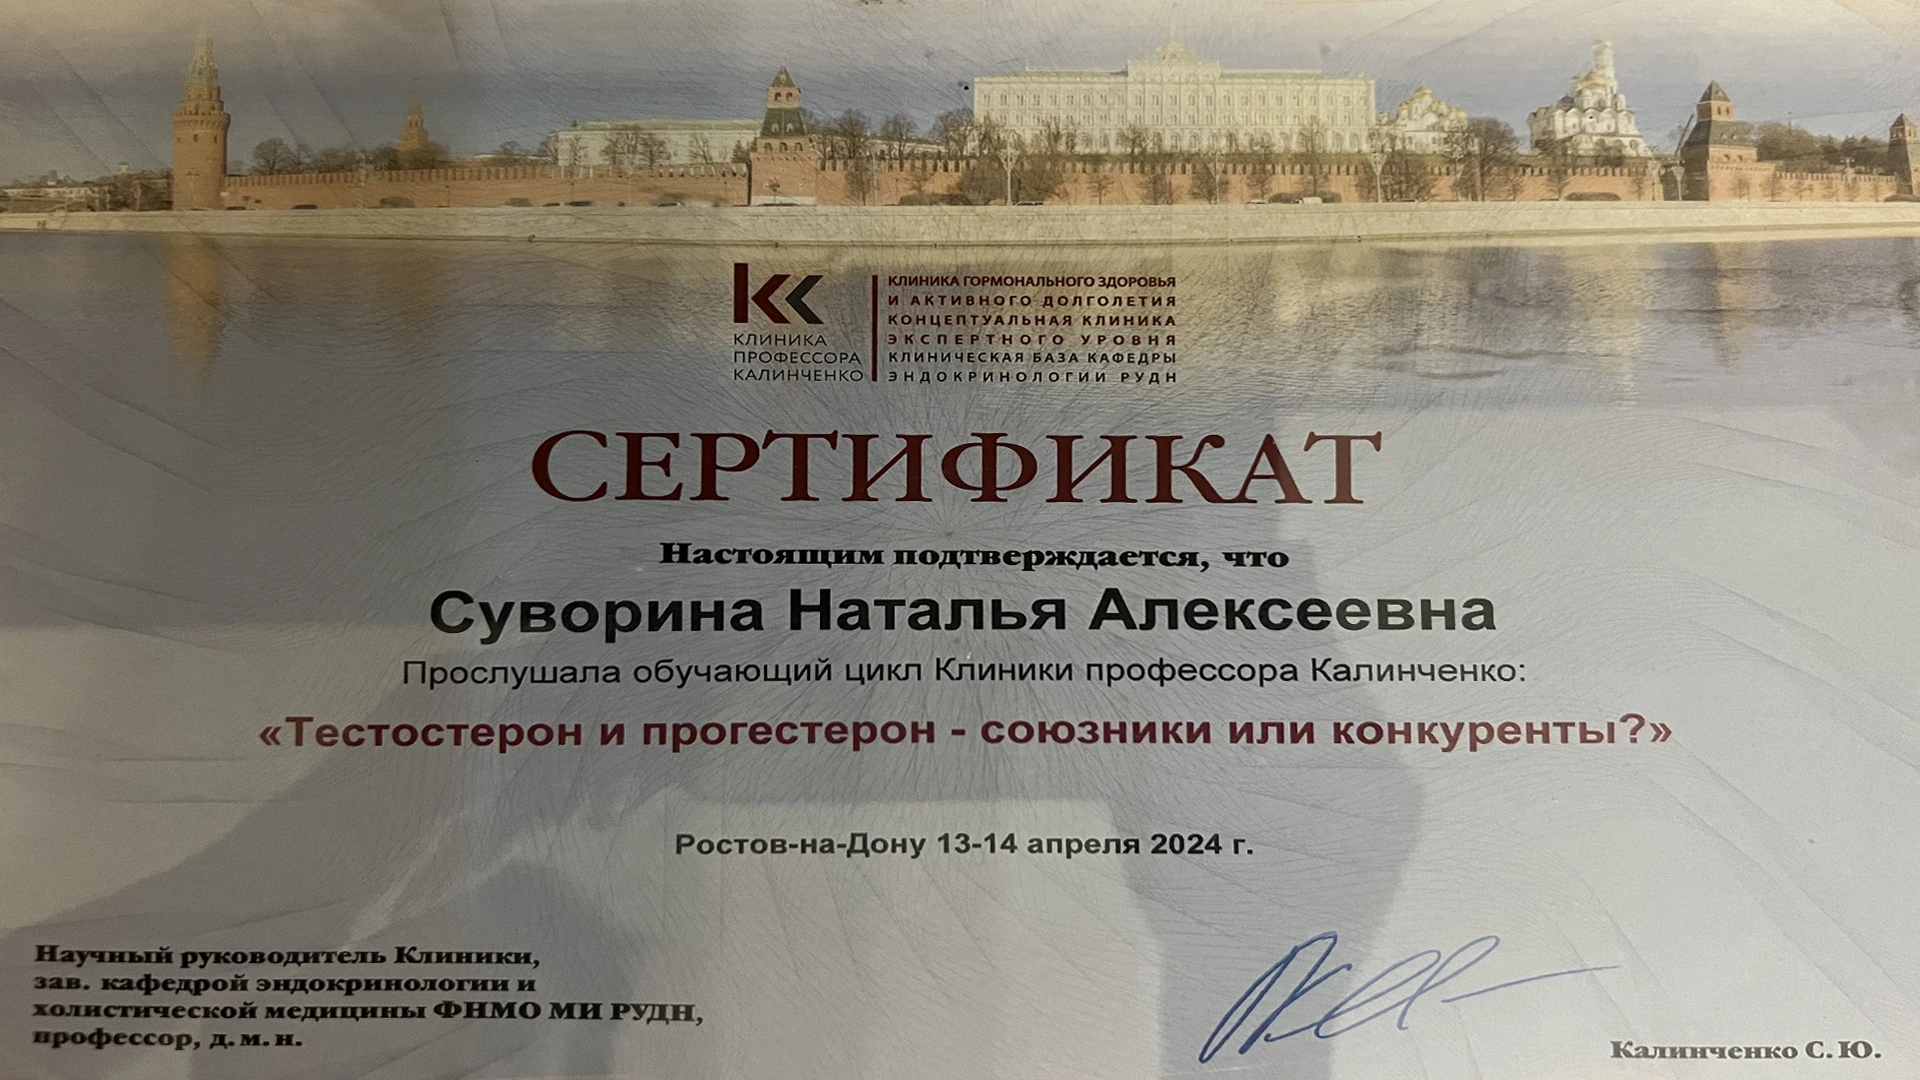 КК
КЛИНИКА
ПРОФЕССОРА
КАЛИНЧЕНКО
КЛИНИКА ГОРМОНАЛЬНОГО ЗДОРОВЬЯ
И АКТИВНОГО ДОЛГОЛЕТИЯ
КОНЦЕПТУАЛЬНАЯ КЛИНИКА
ЭКСПЕРТНОГО УРОВНЯ
КЛИНИЧЕСКАЯ БАЗА КАФЕДРЫ
ЭНДОКРИНОЛОГИИ РУДН
СЕРТИФИКАТ
Настоящим подтверждается, что
Суворина Наталья Алексеевна
Прослушала обучающий цикл Клиники профессора Калинченко:
«Тестостерон и прогестерон - союзники или конкуренты?»
Ростов-на-Дону 13-14 апреля 2024 г.
Научный руководитель Клиники,
зав. кафедрой эндокринологии и
холистической медицины ФНМО МИ РУДН,
профессор, д.м.н.
Калинченко С.Ю.